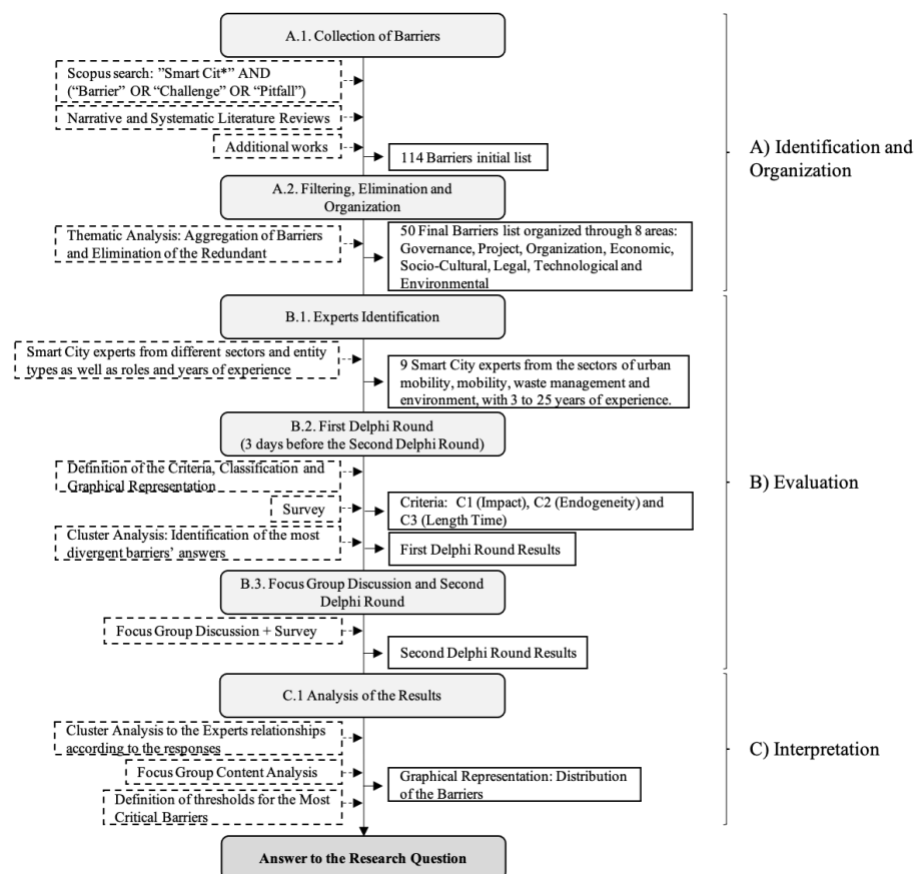 A.1. Collection of Barriers
Scopus search: ”Smart Cit*” AND
(“Barrier” OR “Challenge” OR “Pitfall”)
Narrative and Systematic Literature Reviews
Additional works
114 Barriers initial list
A) Identification and
Organization
A.2. Filtering, Elimination and
Organization
Thematic Analysis: Aggregation of Barriers
and Elimination of the Redundant
50 Final Barriers list organized through 8 areas:
Governance, Project, Organization, Economic,
Socio-Cultural, Legal, Technological and
Environmental
B.1. Experts Identification
Smart City experts from different sectors and entity
types as well as roles and years of experience
9 Smart City experts from the sectors of urban
mobility, mobility, waste management and
environment, with 3 to 25 years of experience.
B.2. First Delphi Round
(3 days before the Second Delphi Round)
Definition of the Criteria, Classification and
Graphical Representation
Survey
Criteria: C1 (Impact), C2 (Endogeneity) and
C3 (Length Time)
B) Evaluation
Cluster Analysis: Identification of the most
divergent barriers’ answers
First Delphi Round Results
B.3. Focus Group Discussion and Second
Delphi Round
Focus Group Discussion + Survey
Second Delphi Round Results
C.1 Analysis of the Results
Cluster Analysis to the Experts relationships
according to the responses
Focus Group Content Analysis
Graphical Representation: Distribution
of the Barriers
Definition of thresholds for the Most
Critical Barriers
C) Interpretation
Answer to the Research Question